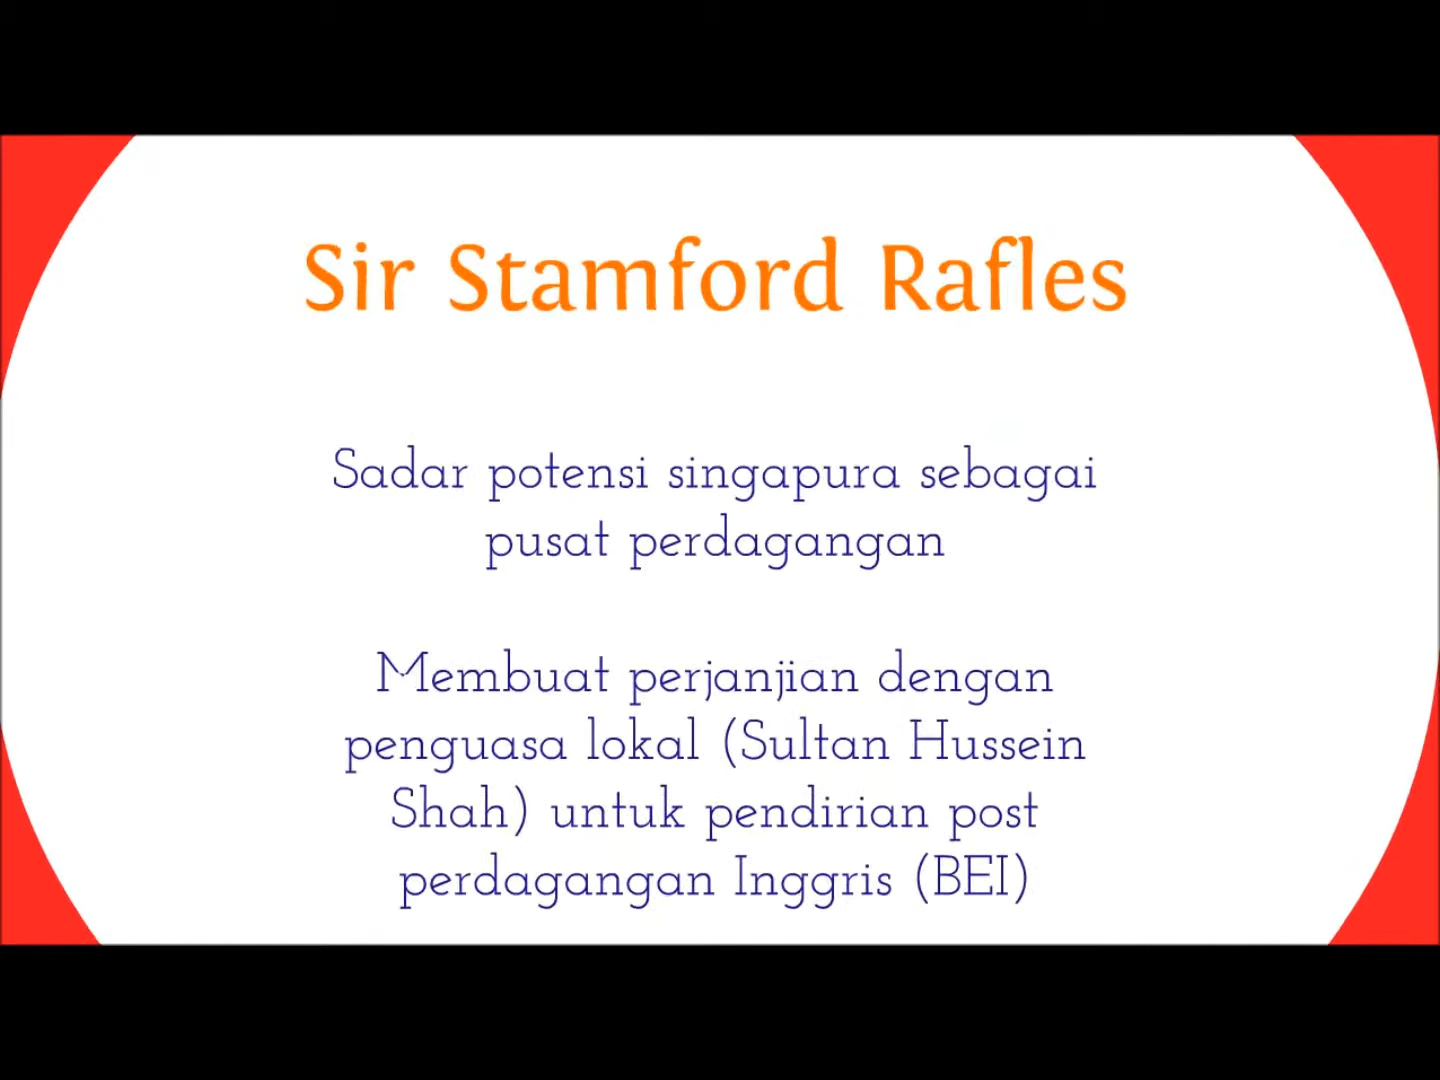 Sir Stamford Rafles
Sadar potensi singapura sebagai
pusat perdagangan
Membuat perjanjian dengan
penguasa lokal (Sultan Hussein
Shah) untuk pendirian post
perdagangan Inggris (BEI)